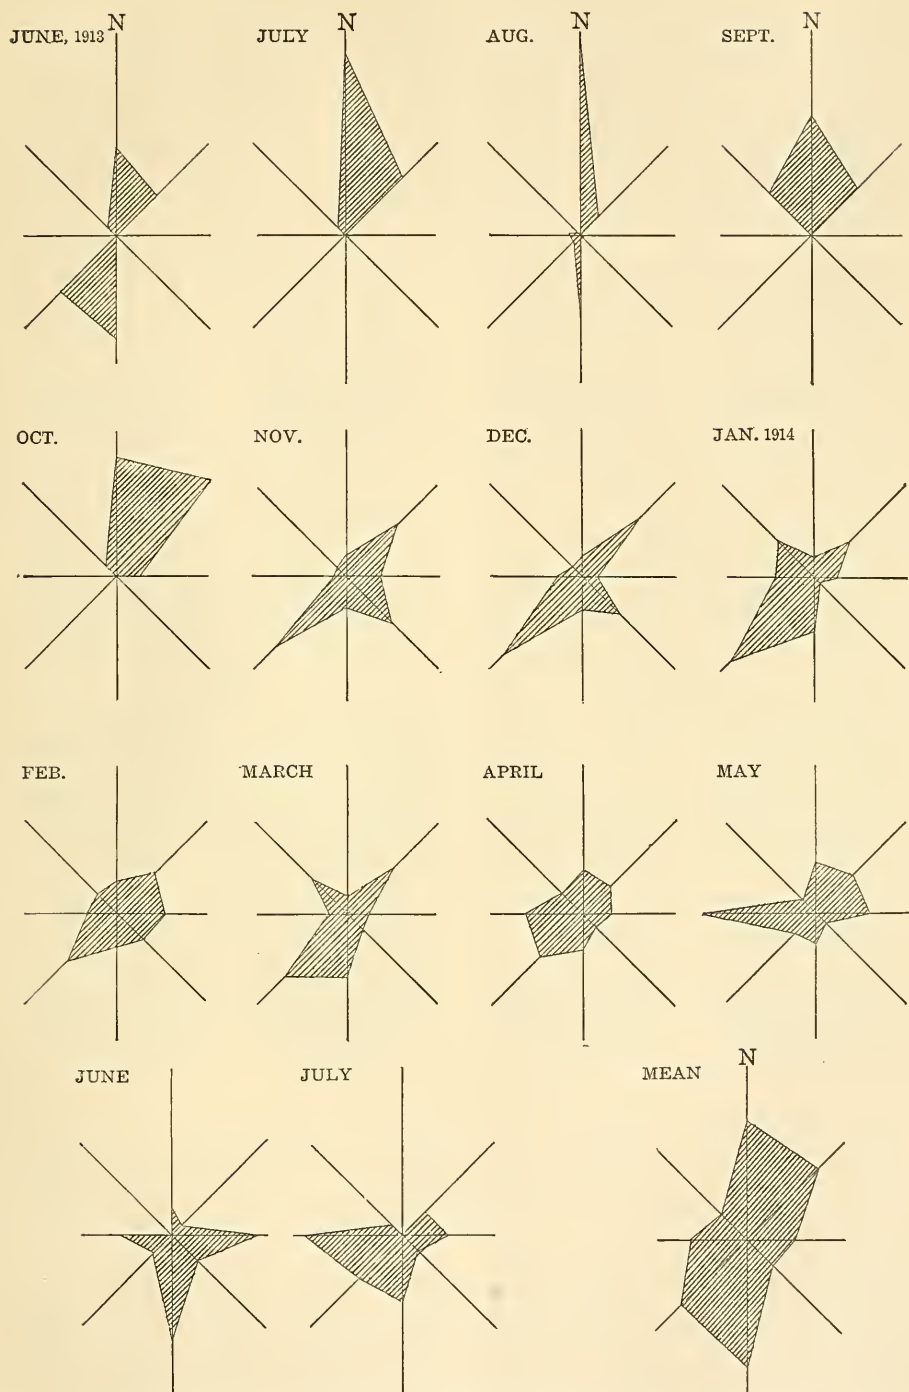 N N N N
JUNE, 1913 JULY AUG. SEPT.
OCT. NOV. DEC. JAN. 1914
FEB. MARCH APRIL MAY
N
JUNE JULY MEAN